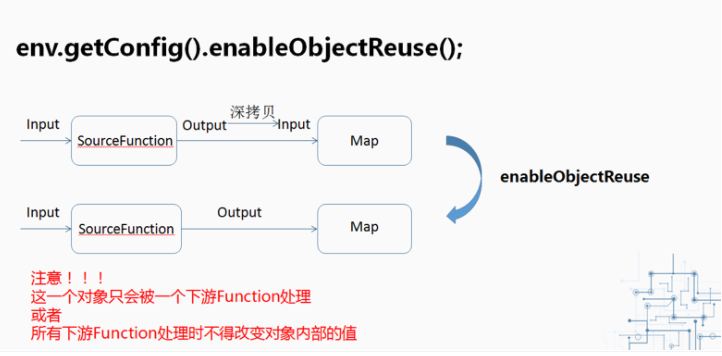 env.getConfig().enableObjectReuse();
深拷贝
Input
Output
Input
SourceFunction
Map
enableObjectReuse
Input
Output
SourceFunction
Map
注意！！！
这一个对象只会被一个下游Function处理
或者
所有下游Function处理时不得改变对象内部的值